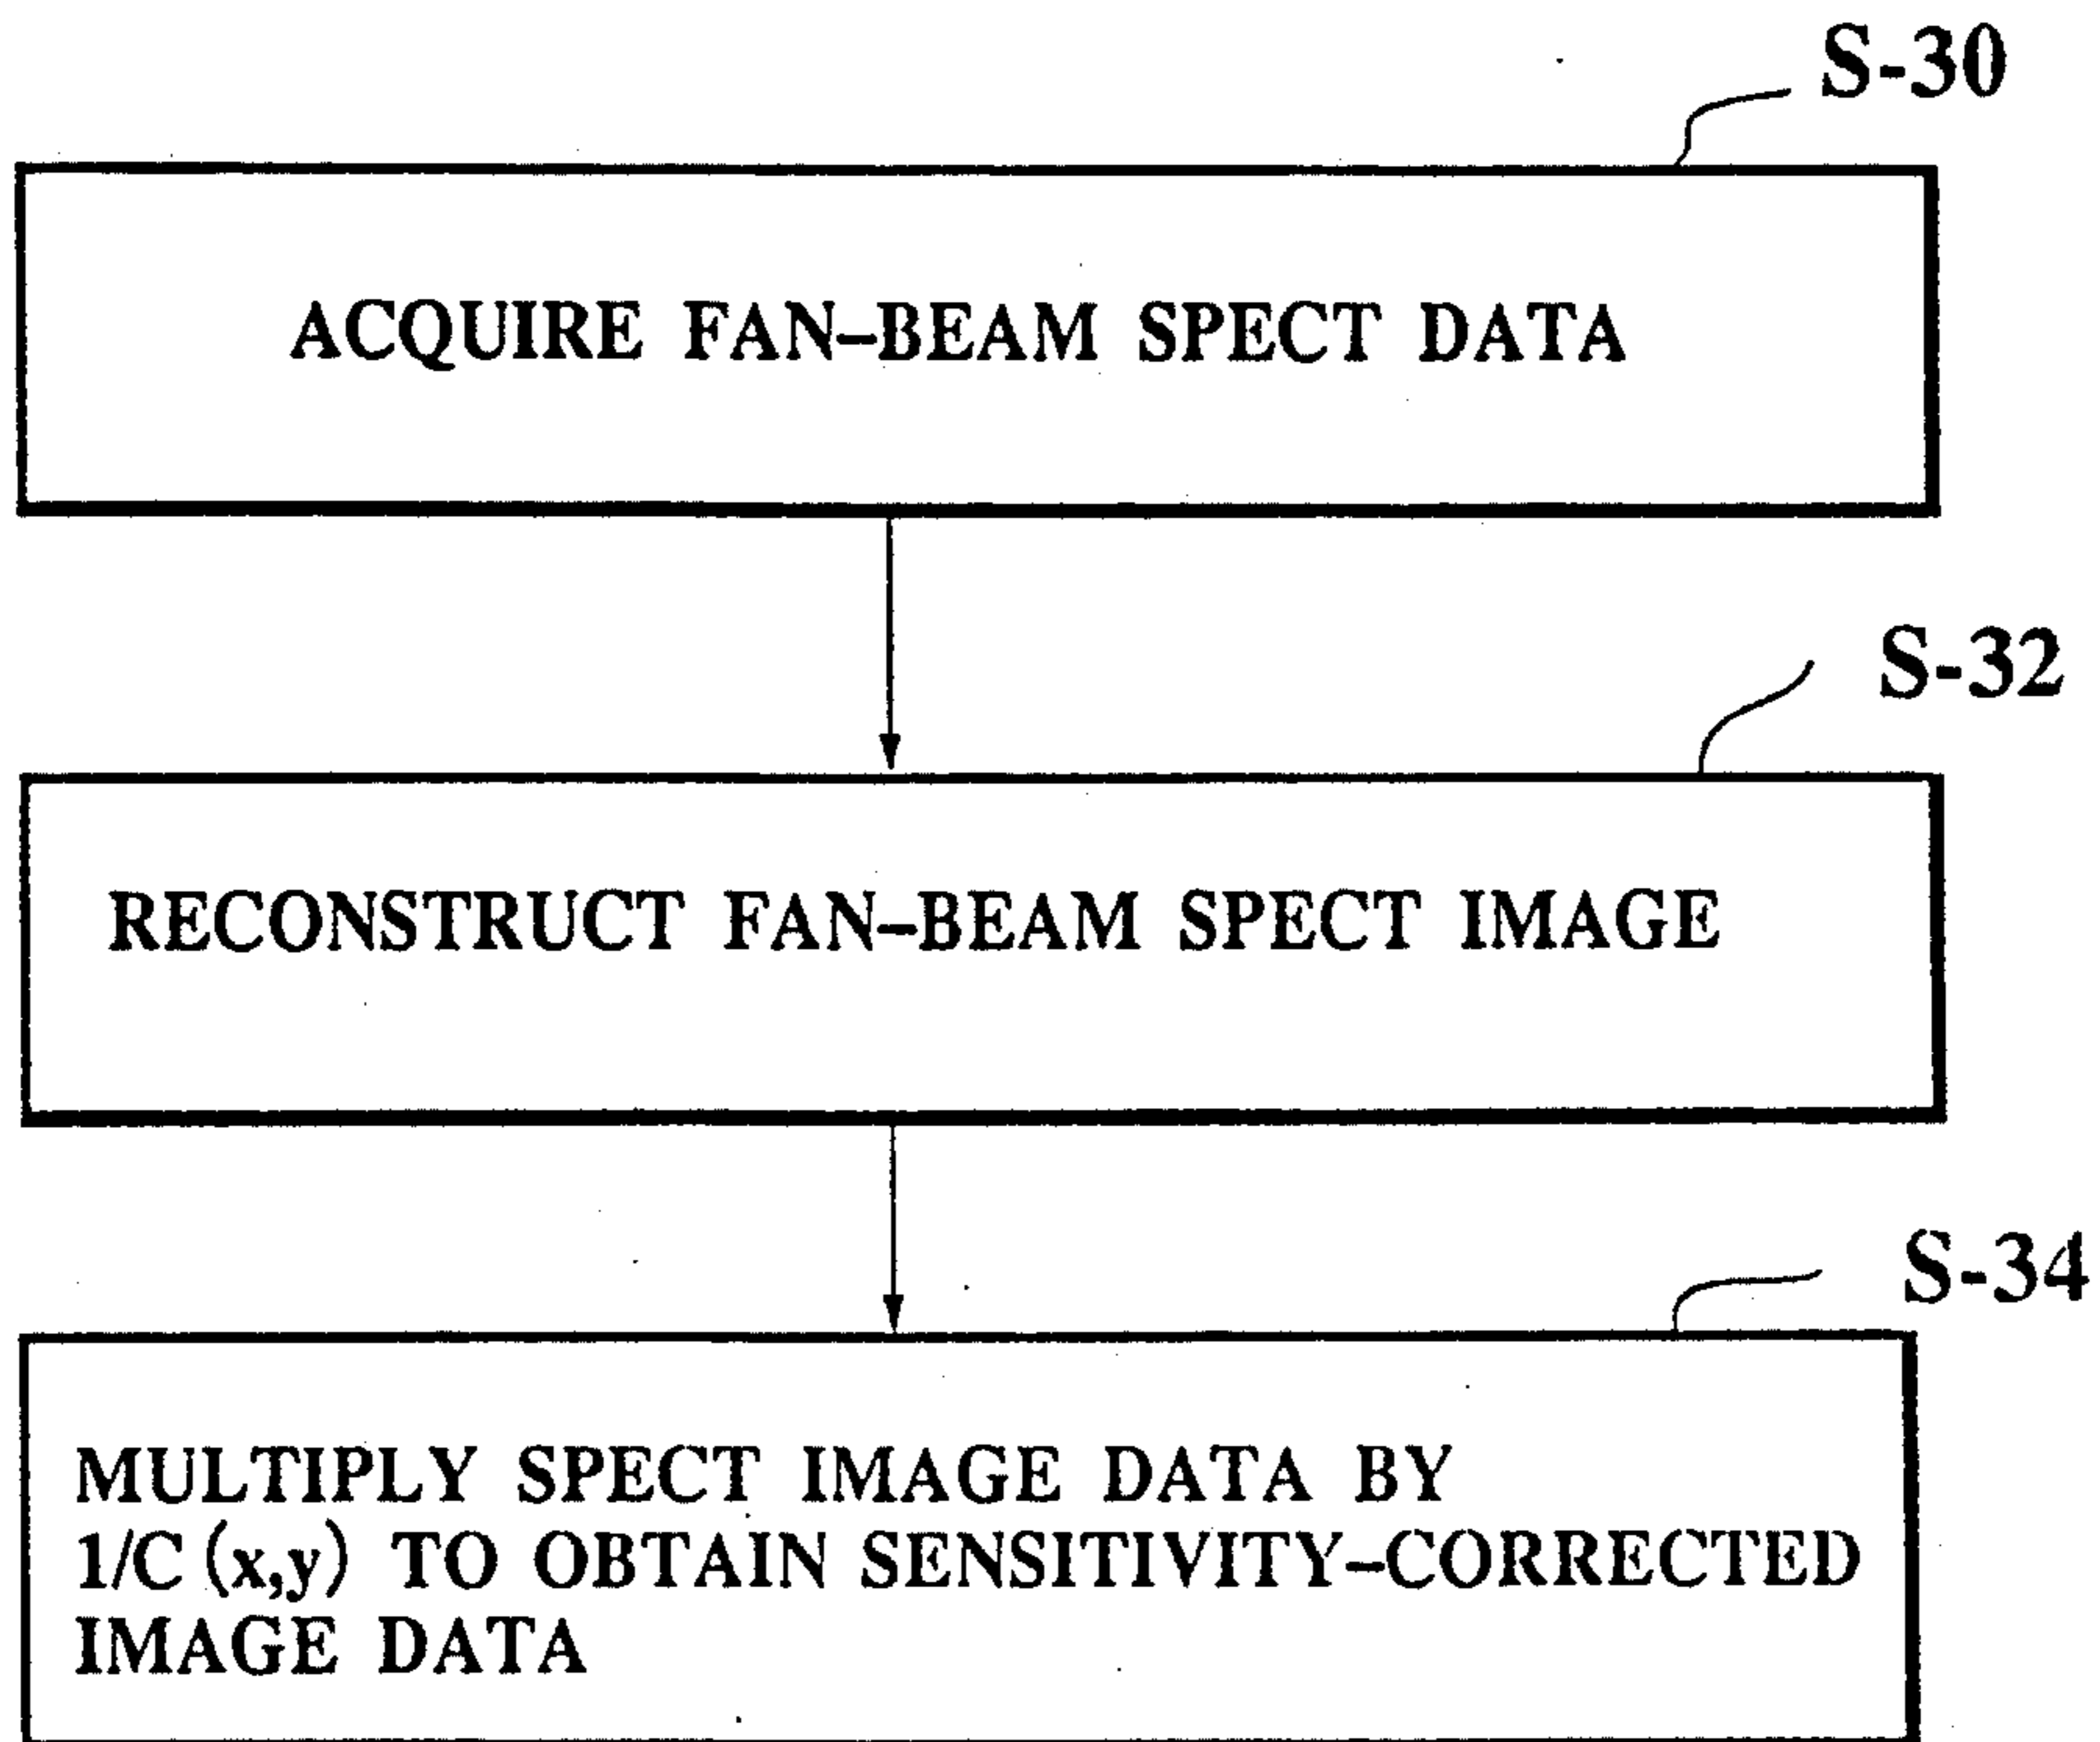 S-30
ACQUIRE FAN-BEAM SPECT DATA
S-32
RECONSTRUCT FAN-BEAM SPECT IMAGE
S-34
MULTIPLY SPECT IMAGE DATA BY
1/C (x,y) TO OBTAIN SENSITIVITY-CORRECTED
IMAGE DATA